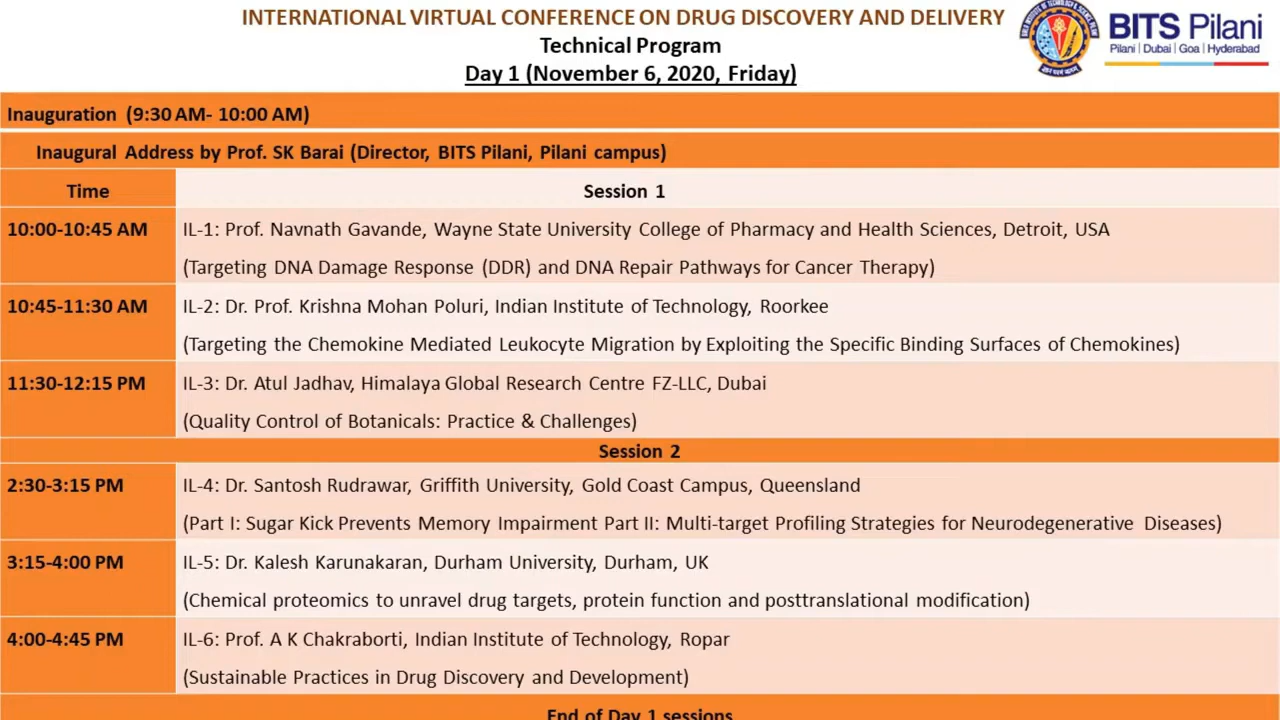 INTERNATIONAL VIRTUAL CONFERENCE ON DRUG DISCOVERY AND DELIVERY
Technical Program
Day 1 (November 6, 2020, Friday)
BITS Pilani
Pilani | Dubai | Goa | Hyderabad
Inauguration (9:30 AM- 10:00 AM)
Inaugural Address by Prof. SK Barai (Director, BITS Pilani, Pilani campus)
Time Session 1
10:00-10:45 AM IL-1: Prof. Navnath Gavande, Wayne State University College of Pharmacy and Health Sciences, Detroit, USA
(Targeting DNA Damage Response (DDR) and DNA Repair Pathways for Cancer Therapy)
10:45-11:30 AM IL-2: Dr. Prof. Krishna Mohan Poluri, Indian Institute of Technology, Roorkee
(Targeting the Chemokine Mediated Leukocyte Migration by Exploiting the Specific Binding Surfaces of Chemokines)
11:30-12:15 PM IL-3: Dr. Atul Jadhav, Himalaya Global Research Centre FZ-LLC, Dubai
(Quality Control of Botanicals: Practice & Challenges)
Session 2
2:30-3:15 PM IL-4: Dr. Santosh Rudrawar, Griffith University, Gold Coast Campus, Queensland
(Part I: Sugar Kick Prevents Memory Impairment Part II: Multi-target Profiling Strategies for Neurodegenerative Diseases)
3:15-4:00 PM IL-5: Dr. Kalesh Karunakaran, Durham University, Durham, UK
(Chemical proteomics to unravel drug targets, protein function and posttranslational modification)
4:00-4:45 PM IL-6: Prof. A K Chakraborti, Indian Institute of Technology, Ropar
(Sustainable Practices in Drug Discovery and Development)
End of Day 1 sessions